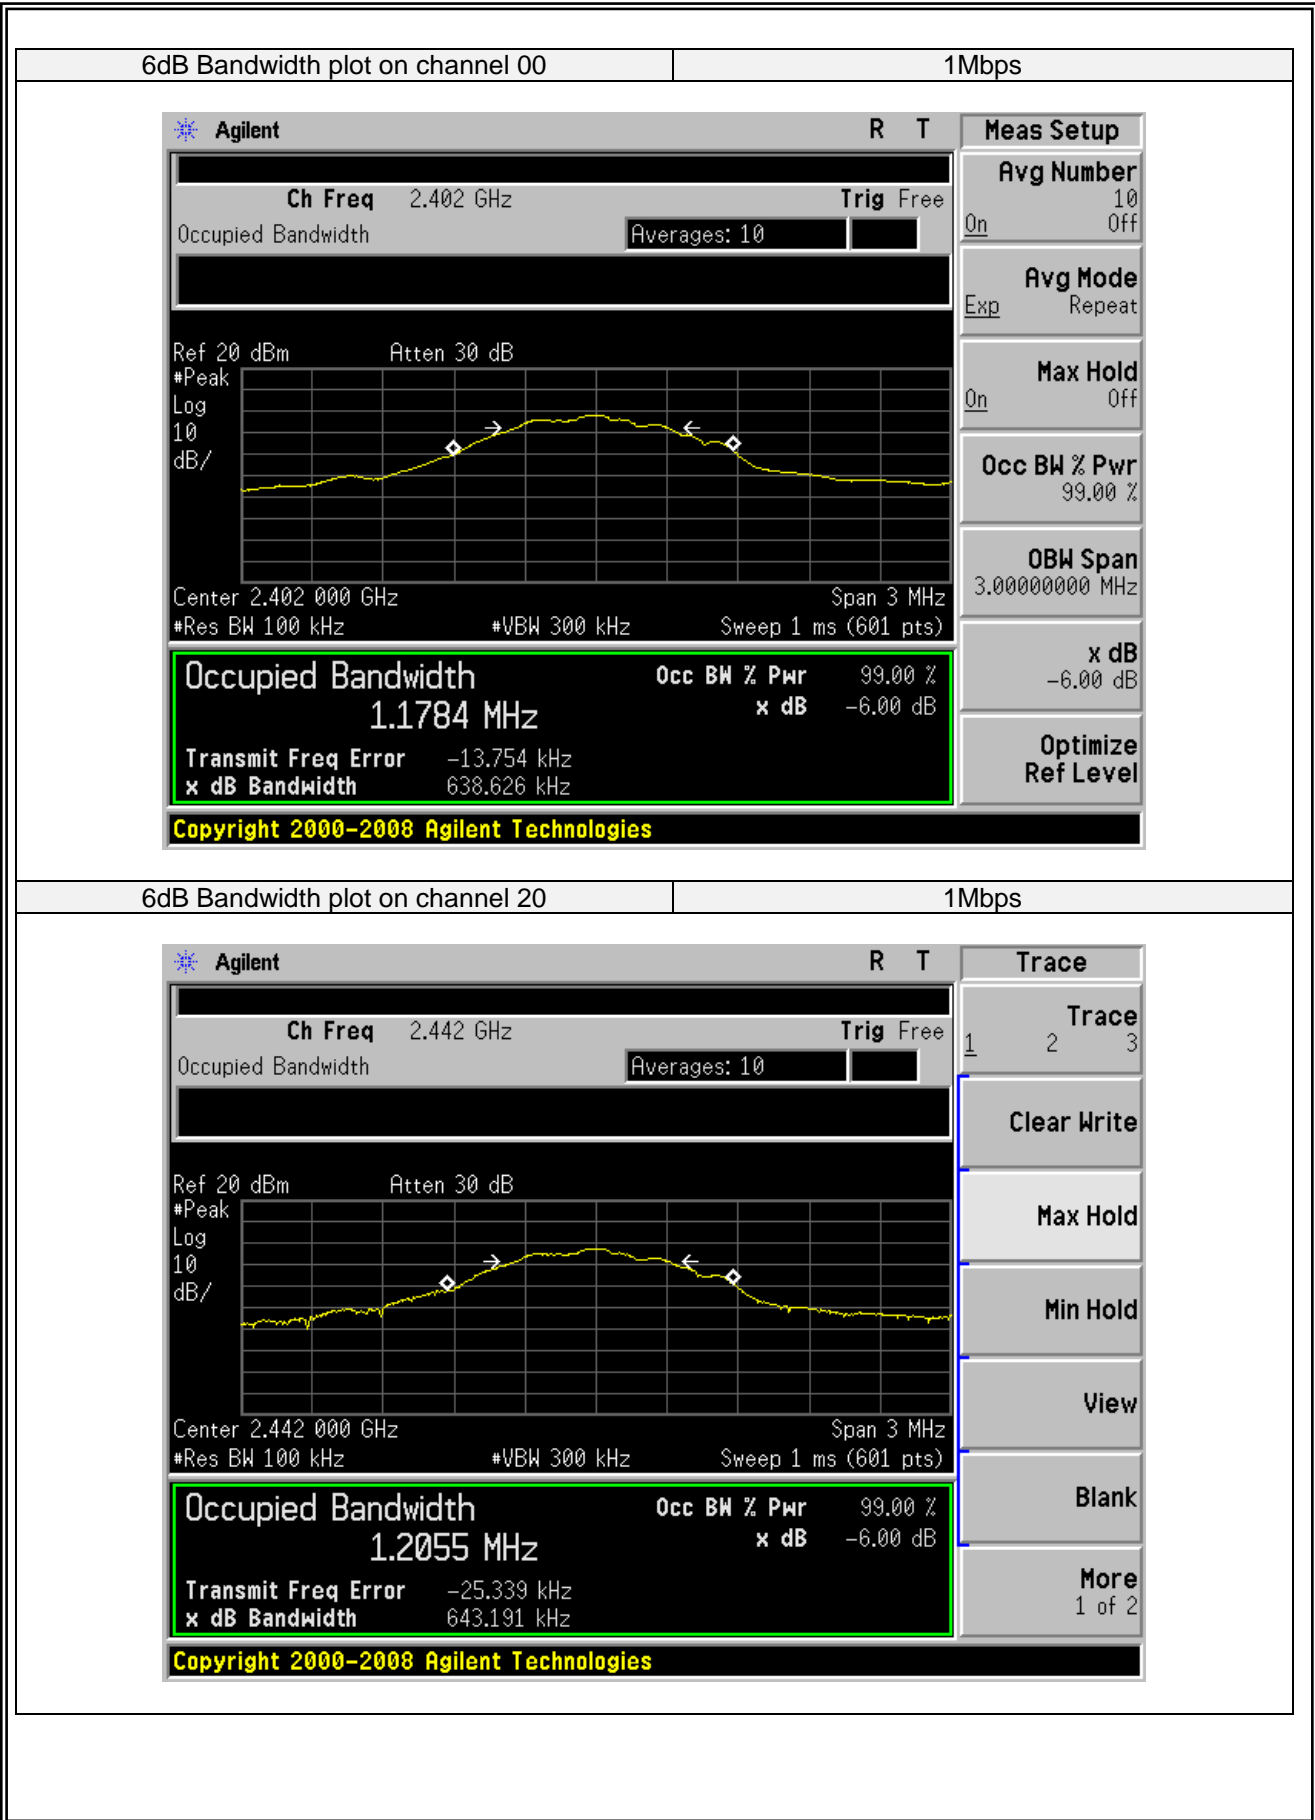 6dB Bandwidth plot on channel 00 1Mbps
Agilent R T Meas Setup
Ch Freq 2.402 GHz Trig Free
Occupied Bandwidth Averages: 10
Avg Number
10
On Off
Avg Mode
Exp Repeat
Max Hold
On Off
Occ BW % Pwr
99.00 %
OBW Span
3.00000000 MHz
x dB
-6.00 dB
Optimize
Ref Level
Ref 20 dBm Atten 30 dB
#Peak
Log
10
dB/
Center 2.402 000 GHz Span 3 MHz
#Res BW 100 kHz #VBW 300 kHz Sweep 1 ms (601 pts)
Occupied Bandwidth Occ BW % Pwr 99.00 %
1.1784 MHz x dB -6.00 dB
Transmit Freq Error -13.754 kHz
x dB Bandwidth 638.626 kHz
Copyright 2000-2008 Agilent Technologies
6dB Bandwidth plot on channel 20 1Mbps
Agilent R T Trace
Ch Freq 2.442 GHz Trig Free
Occupied Bandwidth Averages: 10
Trace
1 2 3
Clear Write
Max Hold
Min Hold
View
Blank
More
1 of 2
Ref 20 dBm Atten 30 dB
#Peak
Log
10
dB/
Center 2.442 000 GHz Span 3 MHz
#Res BW 100 kHz #VBW 300 kHz Sweep 1 ms (601 pts)
Occupied Bandwidth Occ BW % Pwr 99.00 %
1.2055 MHz x dB -6.00 dB
Transmit Freq Error -25.339 kHz
x dB Bandwidth 643.191 kHz
Copyright 2000-2008 Agilent Technologies